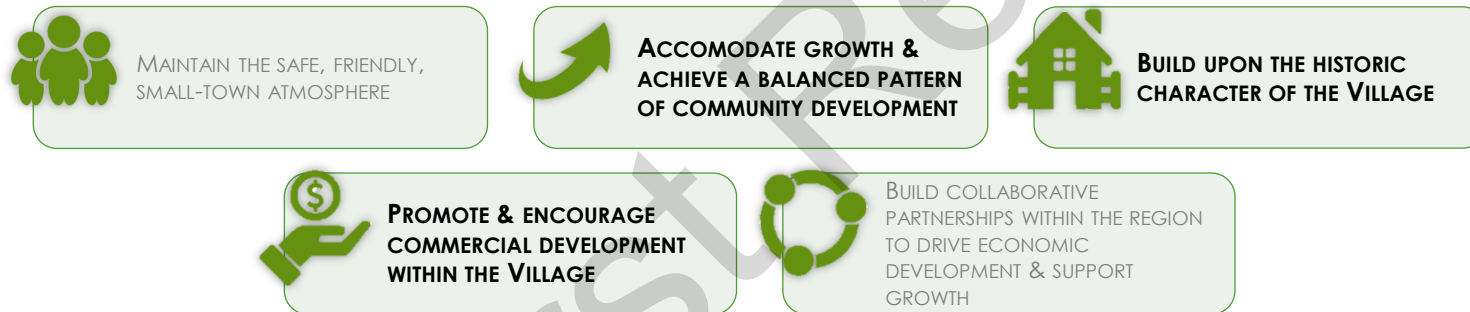 MAINTAIN THE SAFE, FRIENDLY,
SMALL-TOWN ATMOSPHERE
ACCOMODATE GROWTH &
ACHIEVE A BALANCED PATTERN
OF COMMUNITY DEVELOPMENT
BUILD UPON THE HISTORIC
CHARACTER OF THE VILLAGE
$
PROMOTE & ENCOURAGE
COMMERCIAL DEVELOPMENT
WITHIN THE VILLAGE
BUILD COLLABORATIVE
PARTNERSHIPS WITHIN THE REGION
TO DRIVE ECONOMIC
DEVELOPMENT & SUPPORT
GROWTH